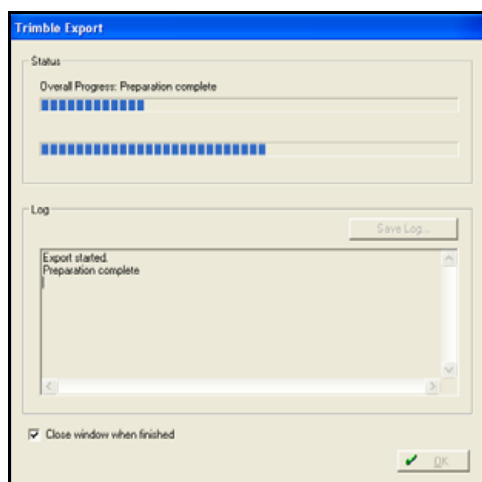 Trimble Export
Status
Overall Progress: Preparation complete
Log
Save Log...
Export started.
Preparation complete
Close window when finished
OK